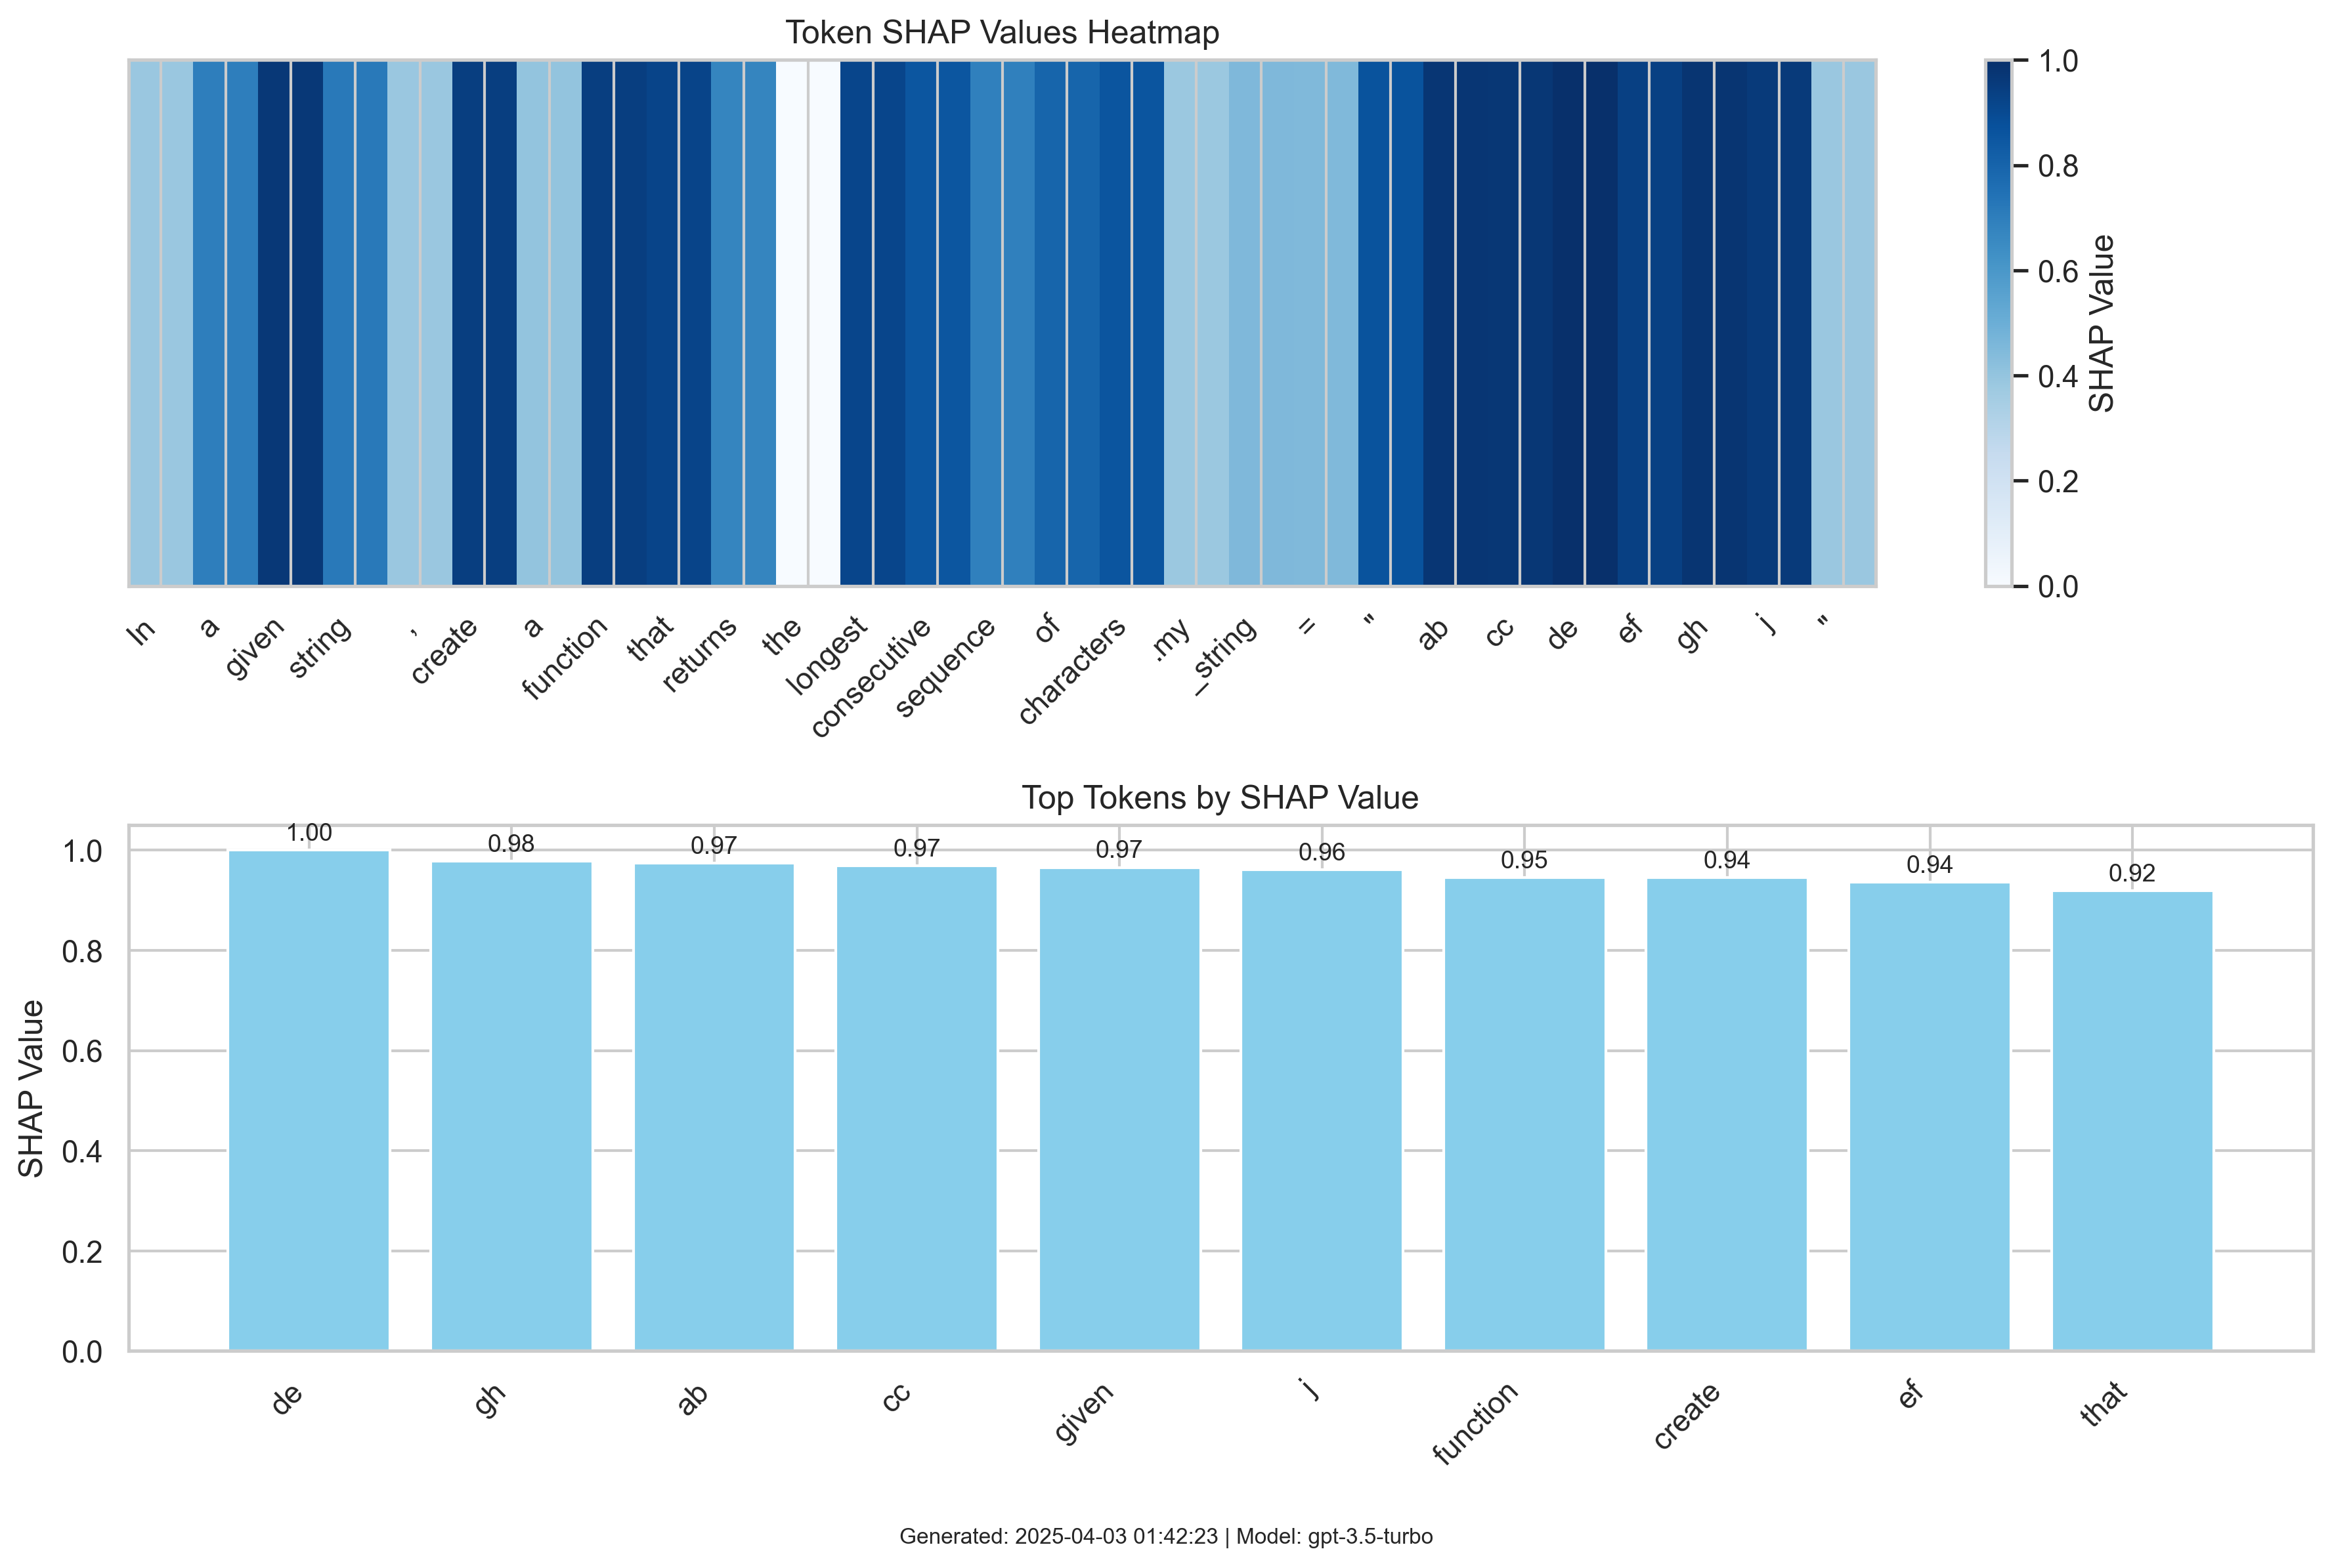 Token SHAP Values Heatmap
1.0
0.8
0.6
0.4
0.2
0.0
SHAP Value
In a given string , create a function that returns the longest consecutive sequence of characters .my _string = " ab cc de ef gh j "
Top Tokens by SHAP Value
SHAP Value
1.0
0.8
0.6
0.4
0.2
0.0
1.00 0.98 0.97 0.97 0.97 0.96 0.95 0.94 0.94 0.92
de gh ab cc given j function create ef that
Generated: 2025-04-03 01:42:23 | Model: gpt-3.5-turbo